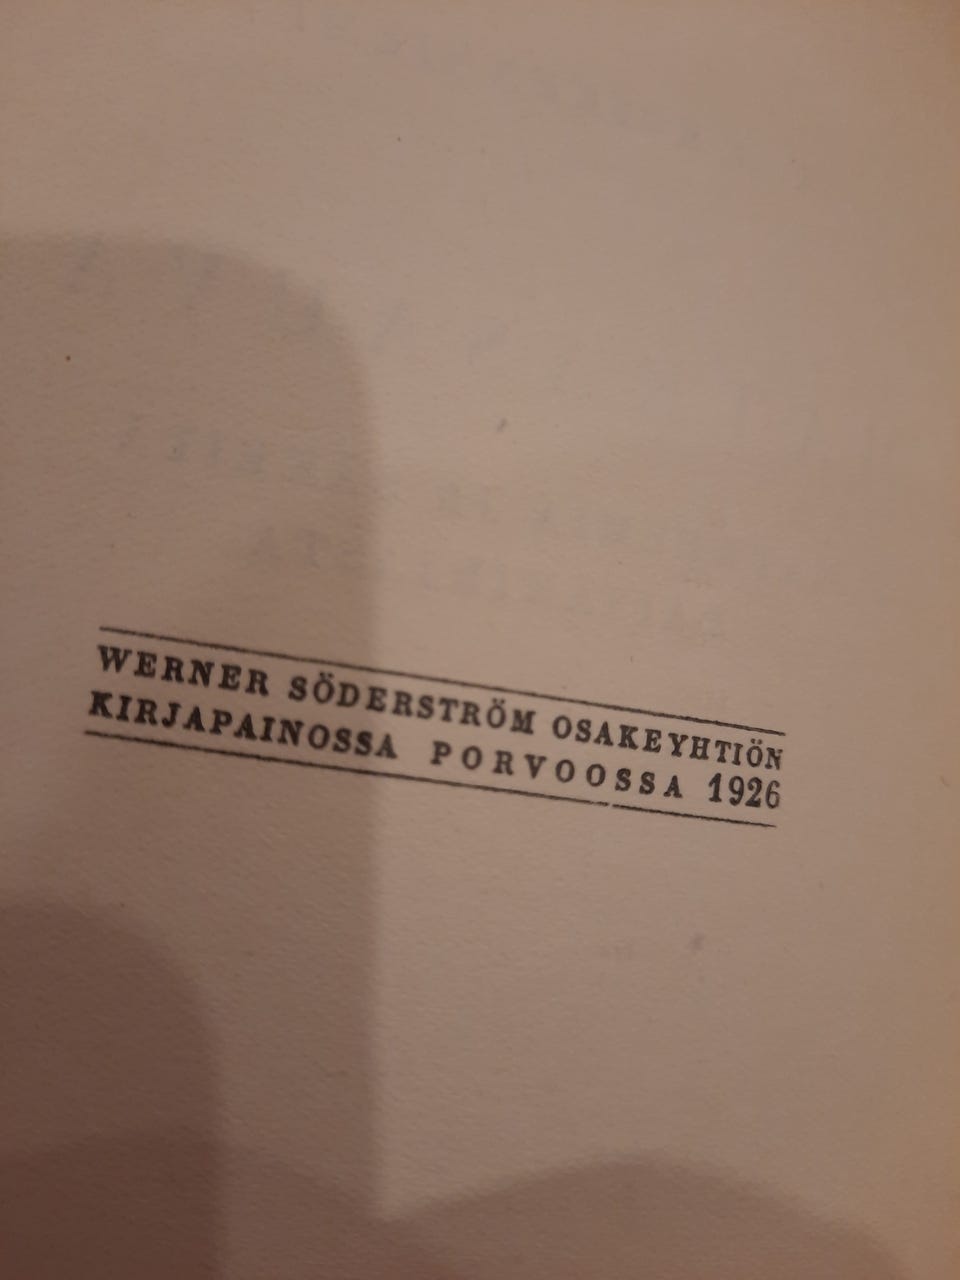 WERNER SÖDERSTRÖM OSAKEYHTIÖN
KIRJAPAINOSSA PORVOOSSA 1926